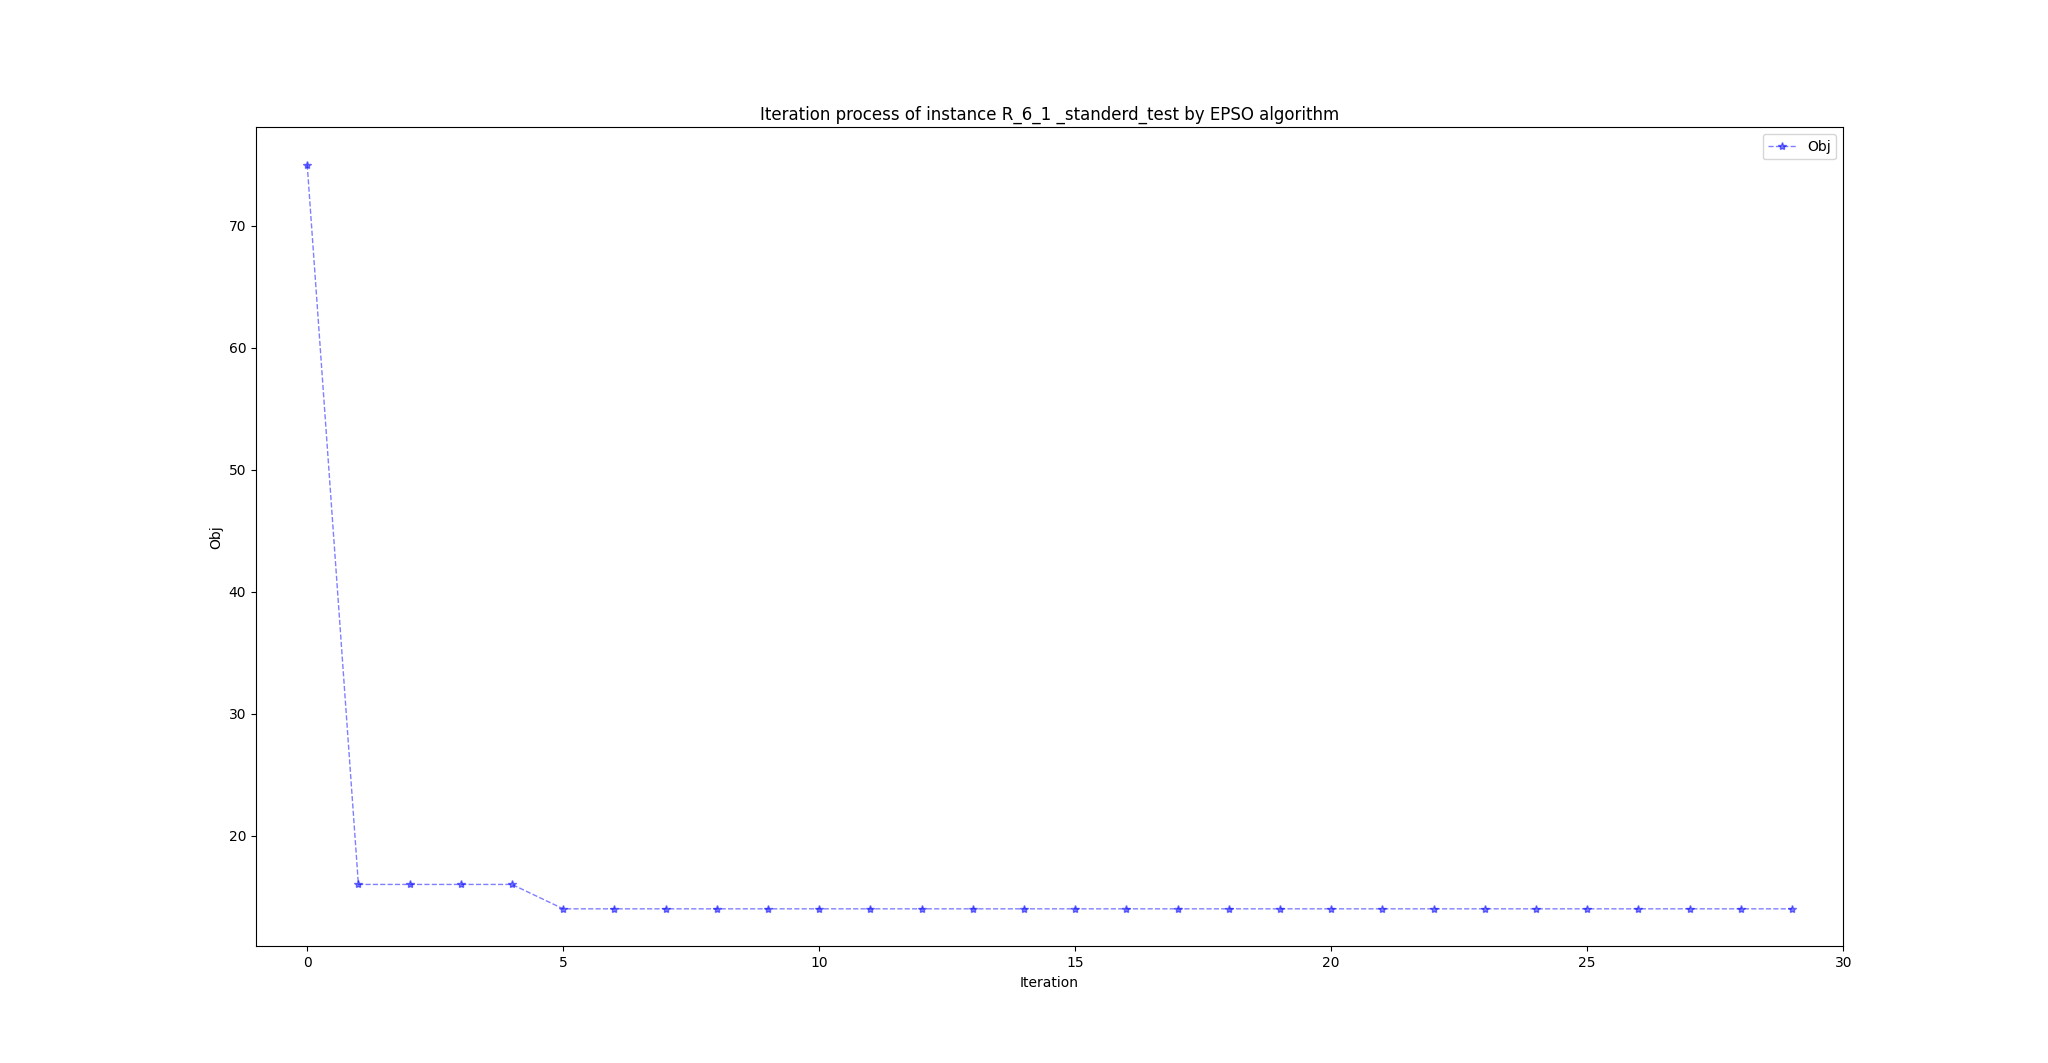 Iteration process of instance R_6_1 _standerd_test by EPSO algorithm
Obj
70
60
50
40
30
20
Obj
0 5 10 15 20 25 30
Iteration